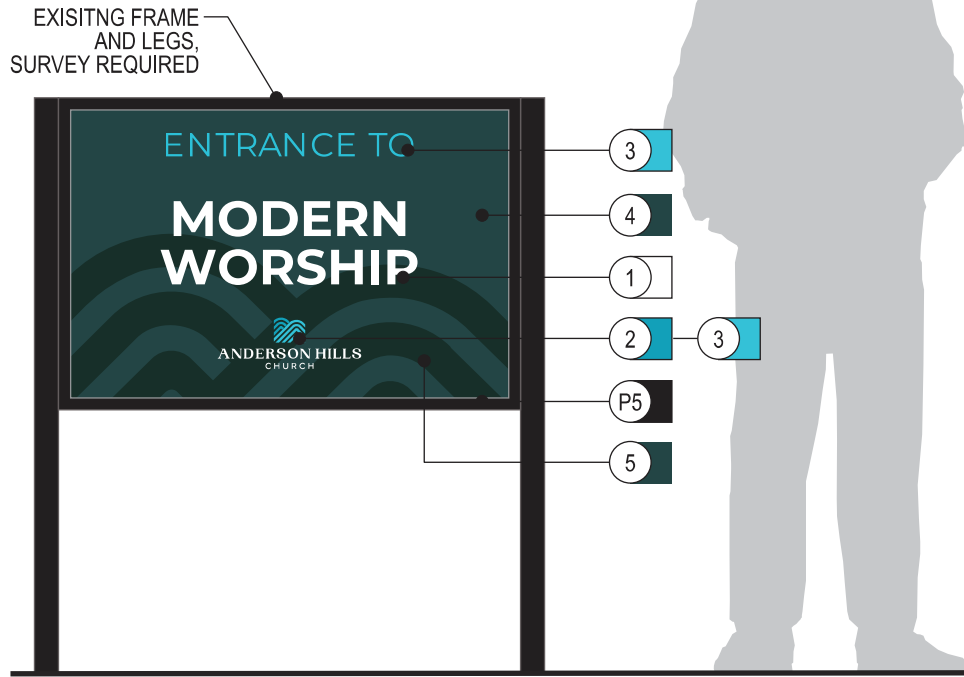 EXISITNG FRAME
AND LEGS,
SURVEY REQUIRED
ENTRANCE TO
MODERN
WORSHIP
ANDERSON HILLS
CHURCH
3
4
1
2 3
P5
5